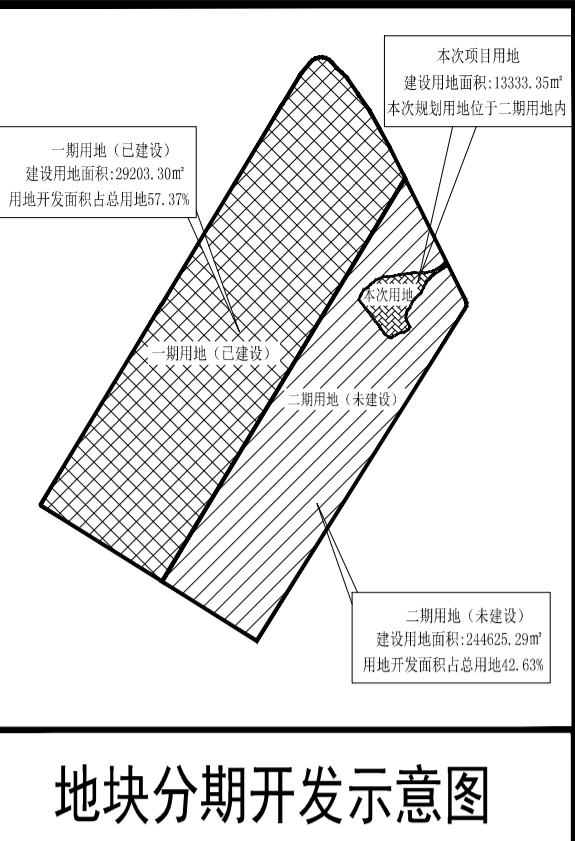 本次项目用地
建设用地面积:13333.35㎡
本次规划用地位于二期用地内
一期用地（已建设）
建设用地面积:29203.30㎡
用地开发面积占总用地57.37%
本次用地
一期用地（已建设）
二期用地（未建设）
二期用地（未建设）
建设用地面积:244625.29㎡
用地开发面积占总用地42.63%
地块分期开发示意图